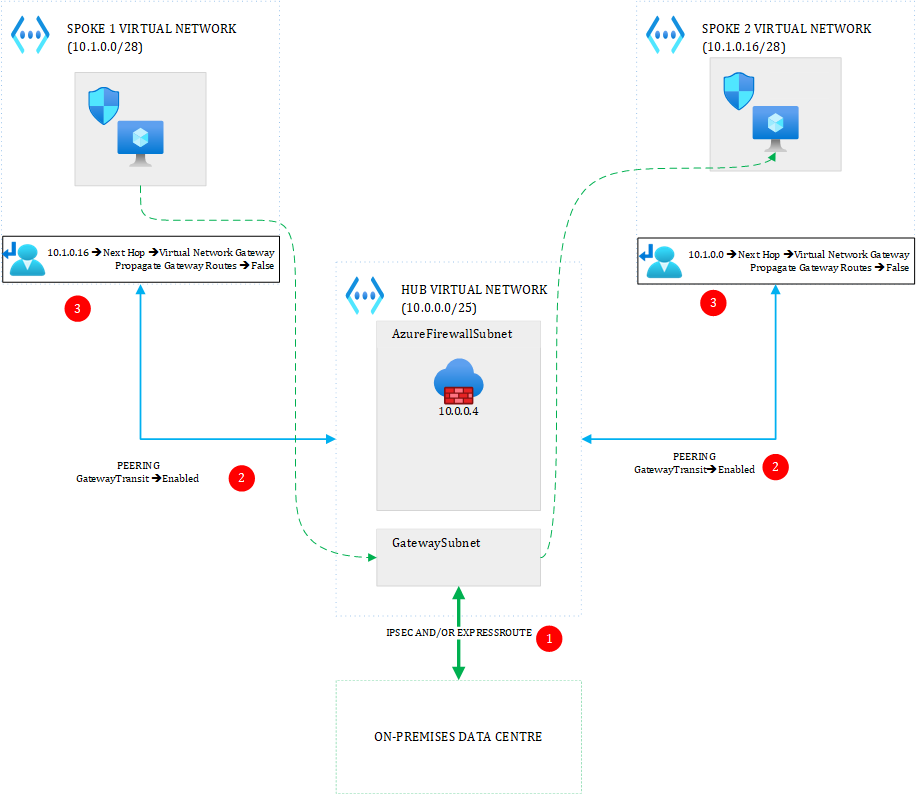 SPOKE 1 VIRTUAL NETWORK
(10.1.0.0/28)
SPOKE 2 VIRTUAL NETWORK
(10.1.0.16/28)
10.1.0.16 ➔Next Hop ➔Virtual Network Gateway
Propagate Gateway Routes ➔False
10.1.0.0 ➔Next Hop ➔Virtual Network Gateway
Propagate Gateway Routes ➔False
3
3
HUB VIRTUAL NETWORK
(10.0.0.0/25)
AzureFirewallSubnet
10.0.0.4
PEERING
GatewayTransit ➔Enabled
2
PEERING
GatewayTransit➔Enabled
2
GatewaySubnet
IPSEC AND/OR EXPRESSROUTE
1
ON-PREMISES DATA CENTRE